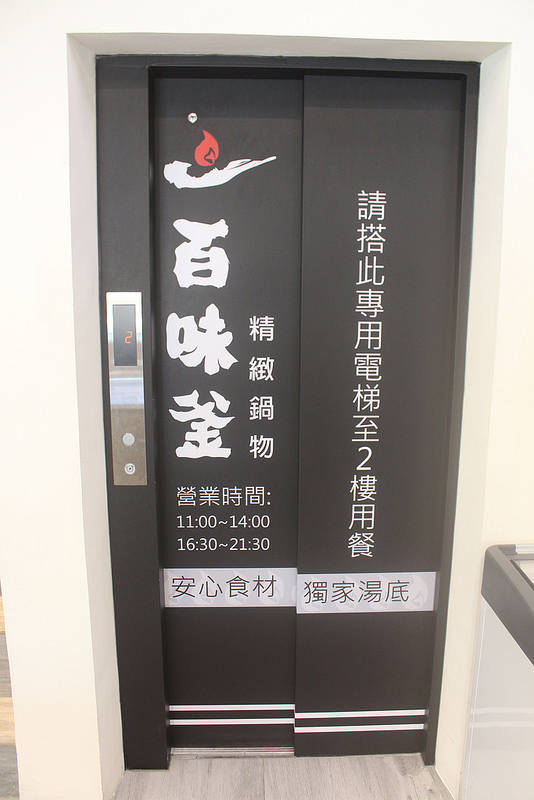 百味釜
精緻鍋物
營業時間:
11:00~14:00
16:30~21:30
安心食材
請搭此專用電梯至2樓用餐
獨家湯底
2